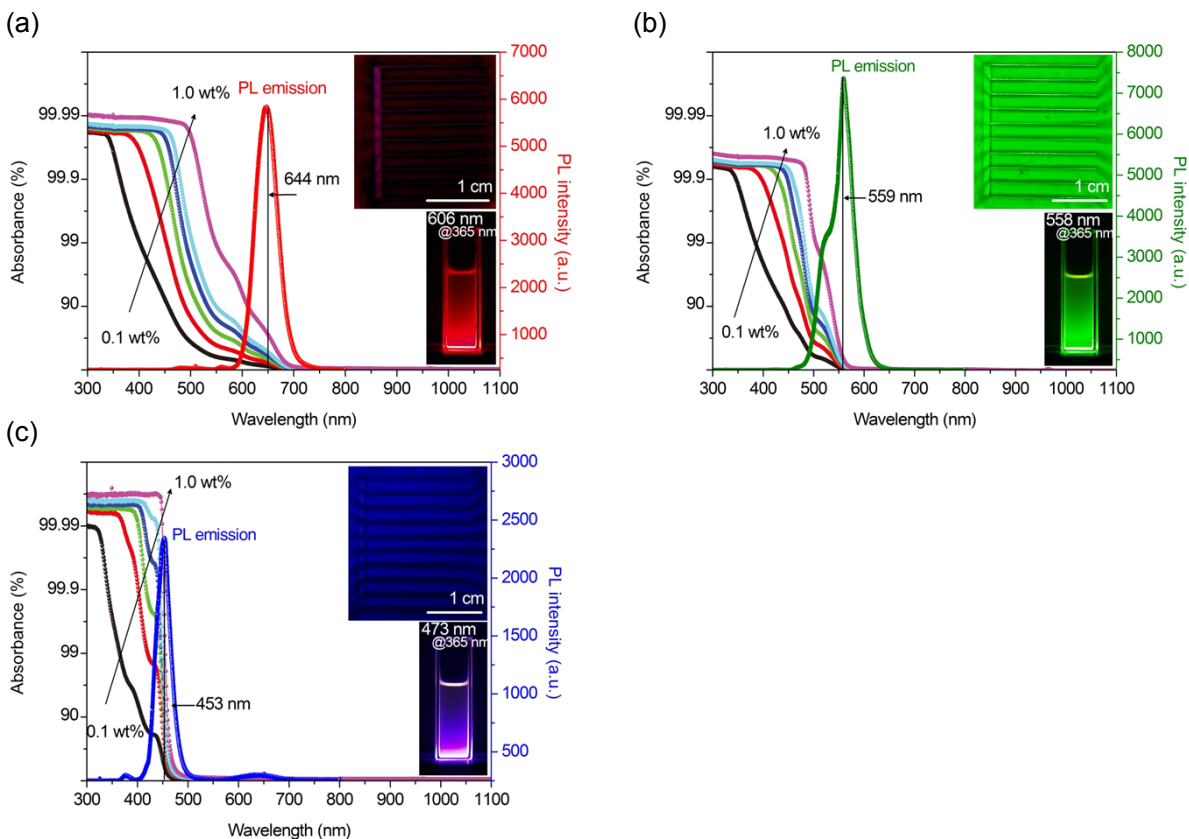 (a)
PL emission
1.0 wt%
644 nm
0.1 wt%
1 cm
606 nm
@365 nm
99.99
99.9
99
90
Absorbance (%)
300 400 500 600 700 800 900 1000 1100
Wavelength (nm)
7000
6000
5000
4000
3000
2000
1000
PL intensity (a.u.)
(b)
PL emission
1.0 wt%
559 nm
0.1 wt%
1 cm
558 nm
@365 nm
99.99
99.9
99
90
Absorbance (%)
300 400 500 600 700 800 900 1000 1100
Wavelength (nm)
8000
7000
6000
5000
4000
3000
2000
1000
PL intensity (a.u.)
(c)
1.0 wt%
PL emission
453 nm
0.1 wt%
1 cm
473 nm
@365 nm
99.99
99.9
99
90
Absorbance (%)
300 400 500 600 700 800 900 1000 1100
Wavelength (nm)
3000
2500
2000
1500
1000
500
PL intensity (a.u.)